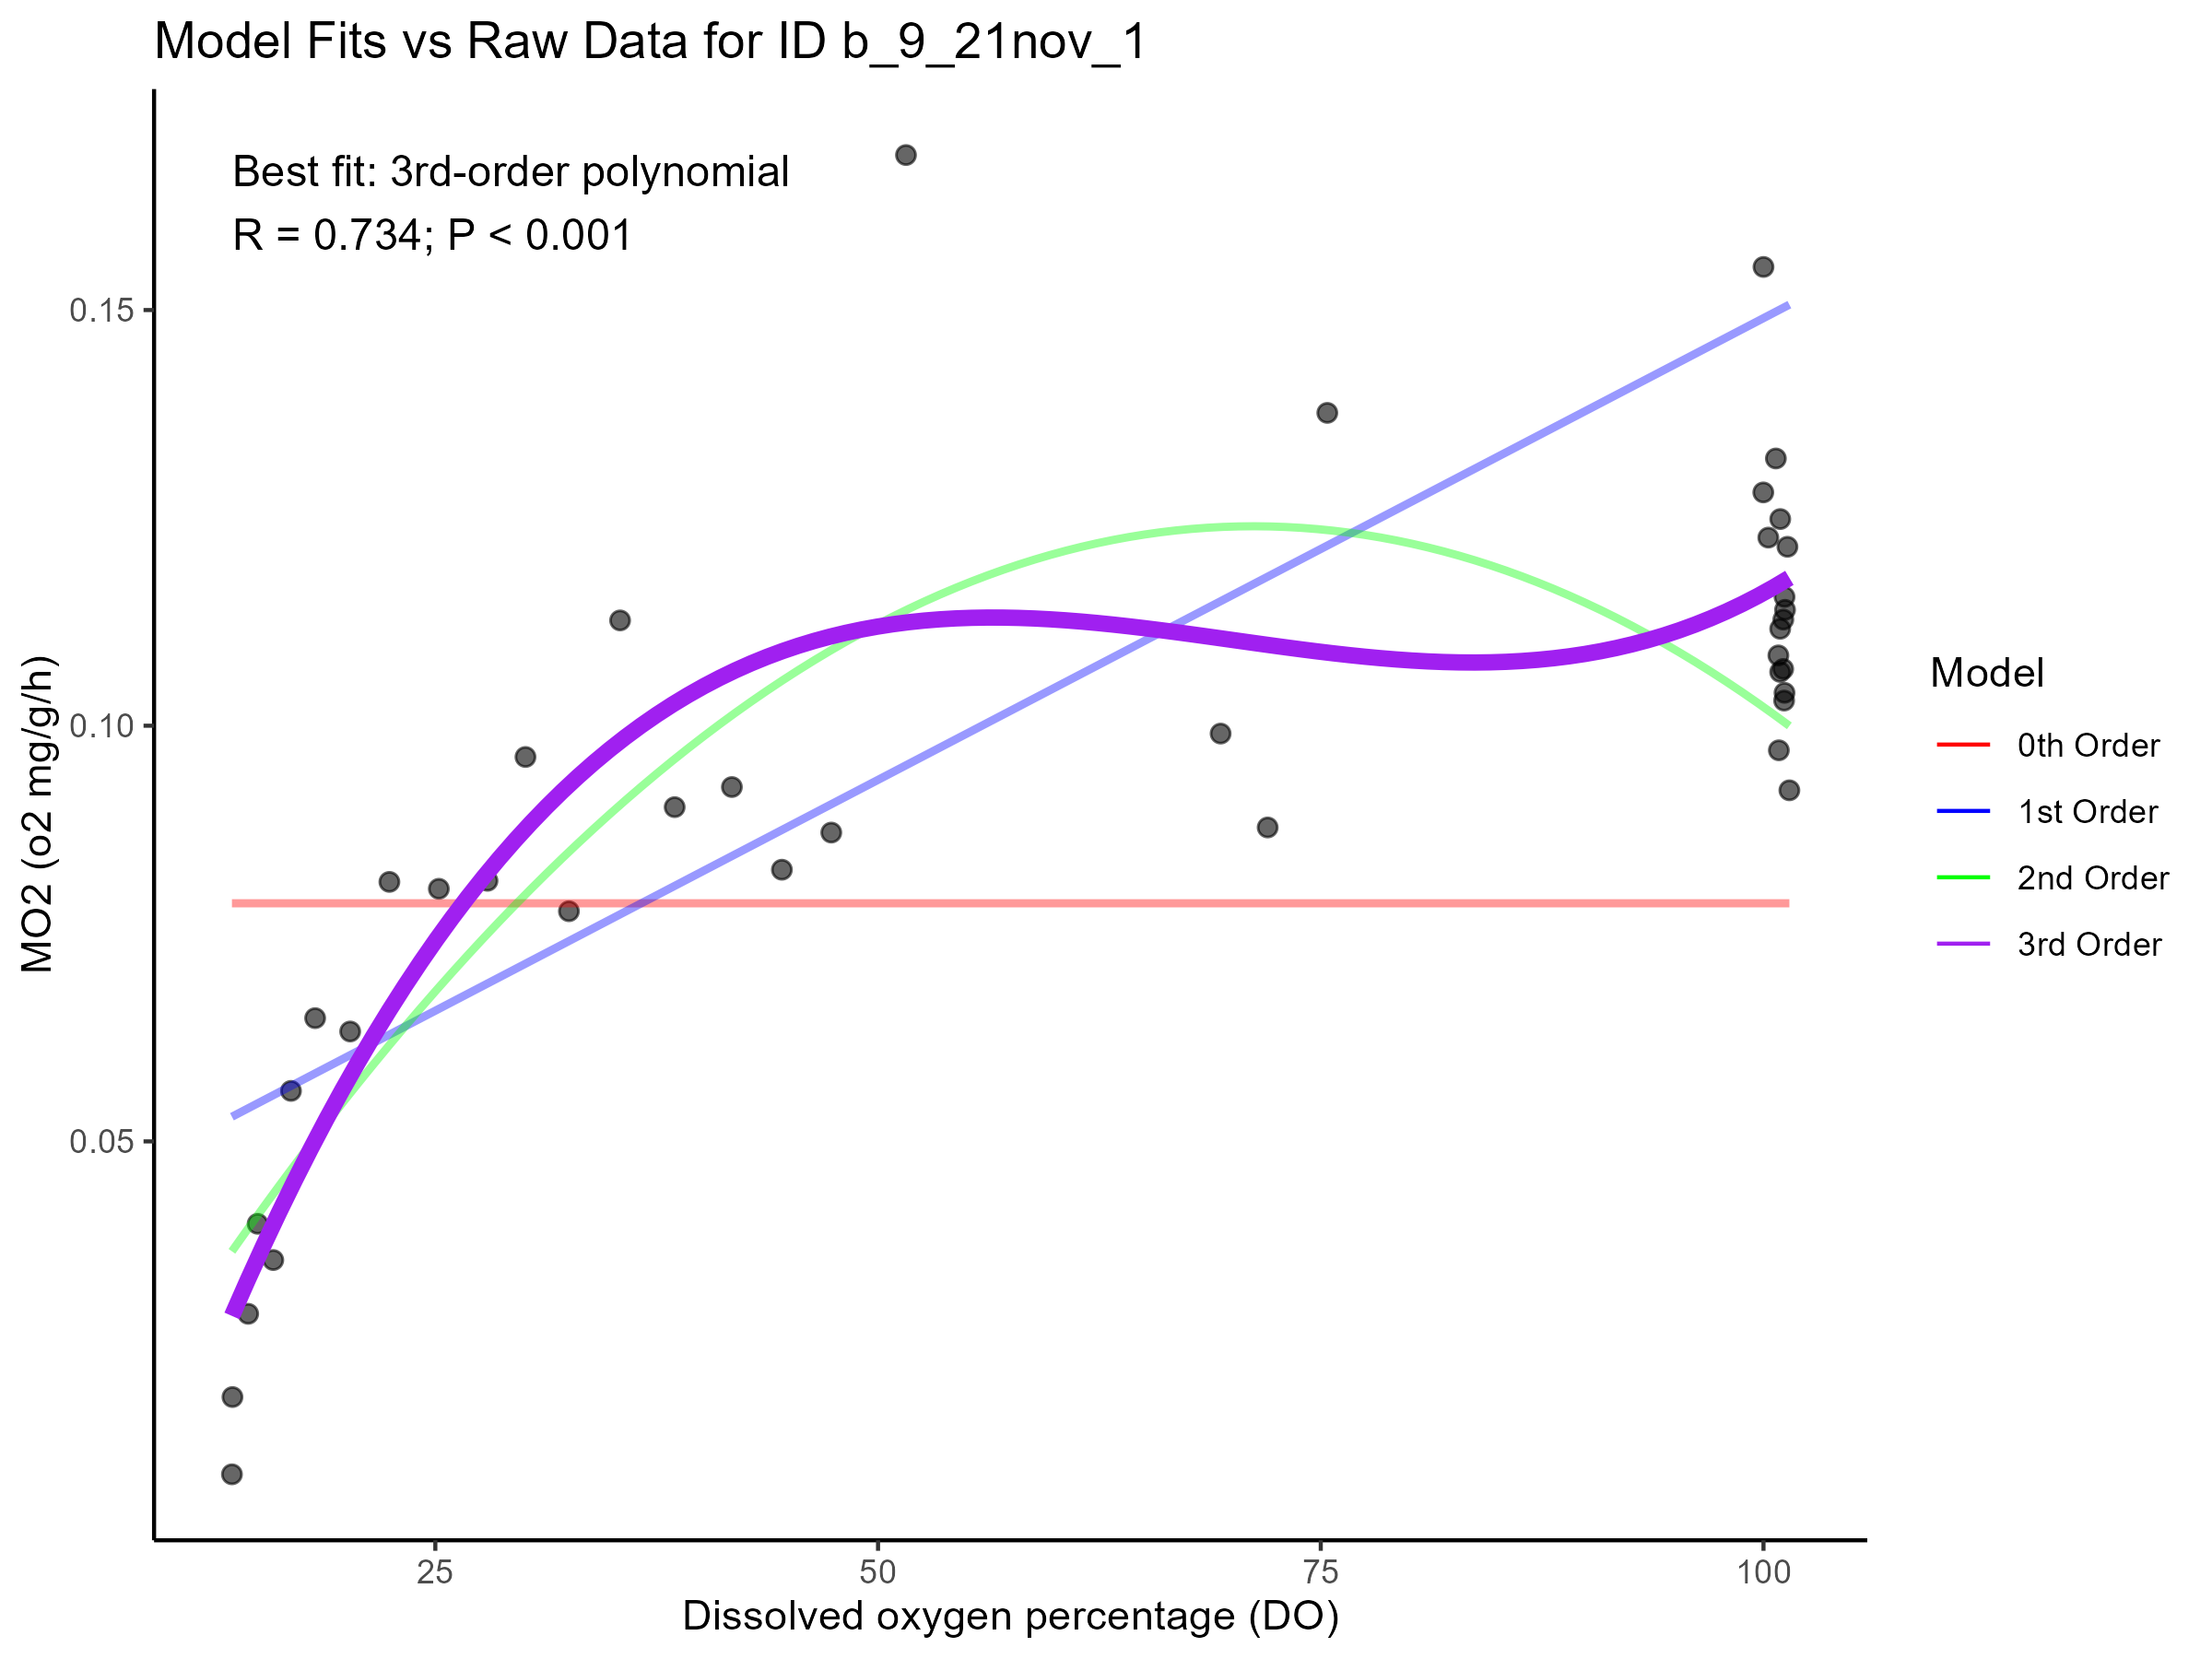 Model Fits vs Raw Data for ID b_9_21nov_1
Best fit: 3rd-order polynomial
R = 0.734; P < 0.001
0.15
0.10
0.05
MO2 (o2 mg/g/h)
25
50
75
100
Dissolved oxygen percentage (DO)
Model
0th Order
1st Order
2nd Order
3rd Order